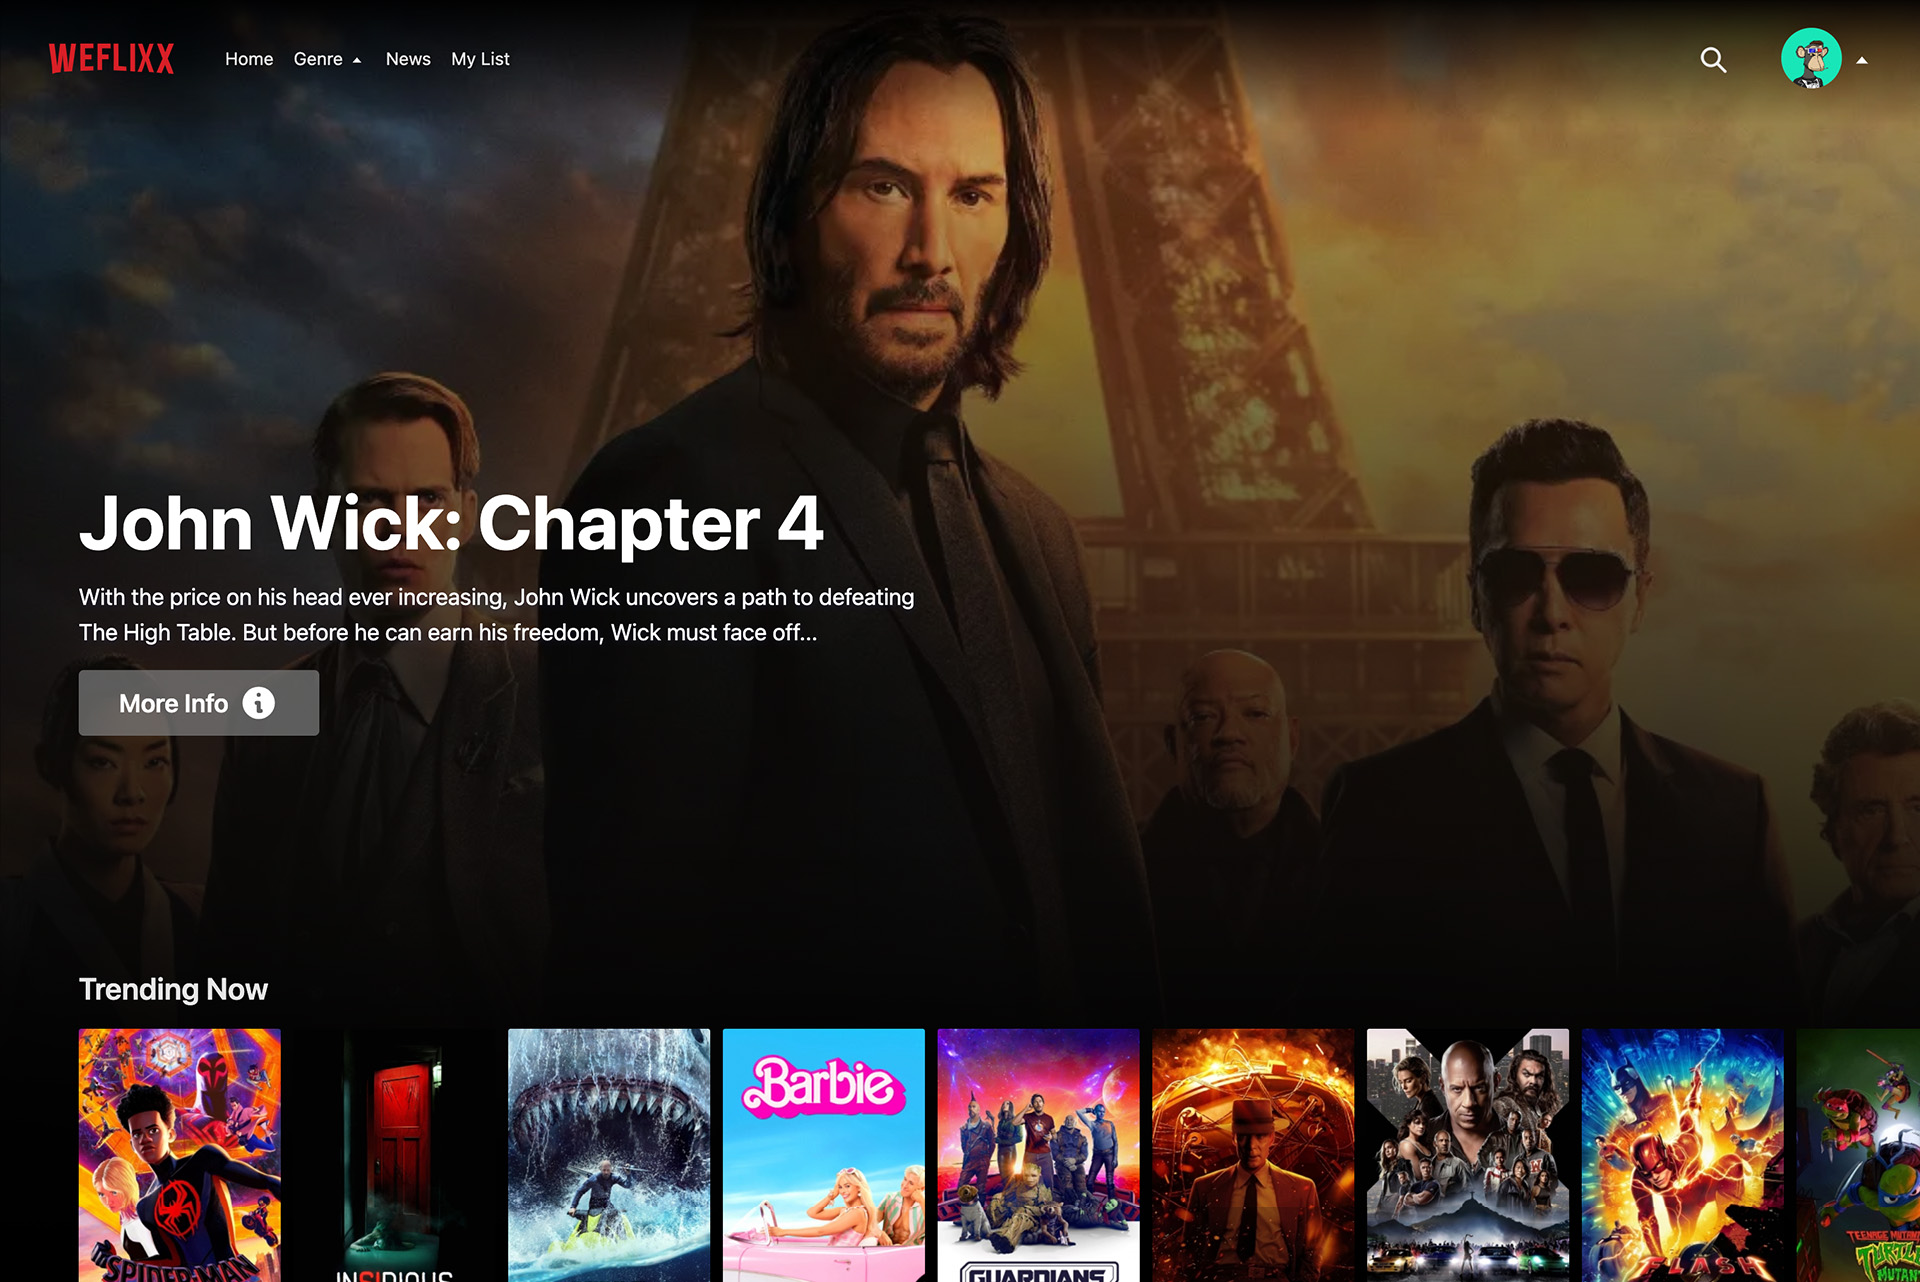 WEFLIXX
Home Genre News My List
John Wick: Chapter 4
With the price on his head ever increasing, John Wick uncovers a path to defeating
The High Table. But before he can earn his freedom, Wick must face off...
More Info
Trending Now
SPIDER-MAN
INSIDIOUS
Barbie
GUARDIANS
FLASH
TEENAGE MUTANT
TURTLES
MUTANT